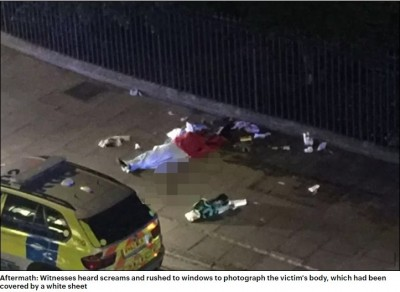 Aftermath: Witnesses heard screams and rushed to windows to photograph the victim's body, which had been
covered by a white sheet